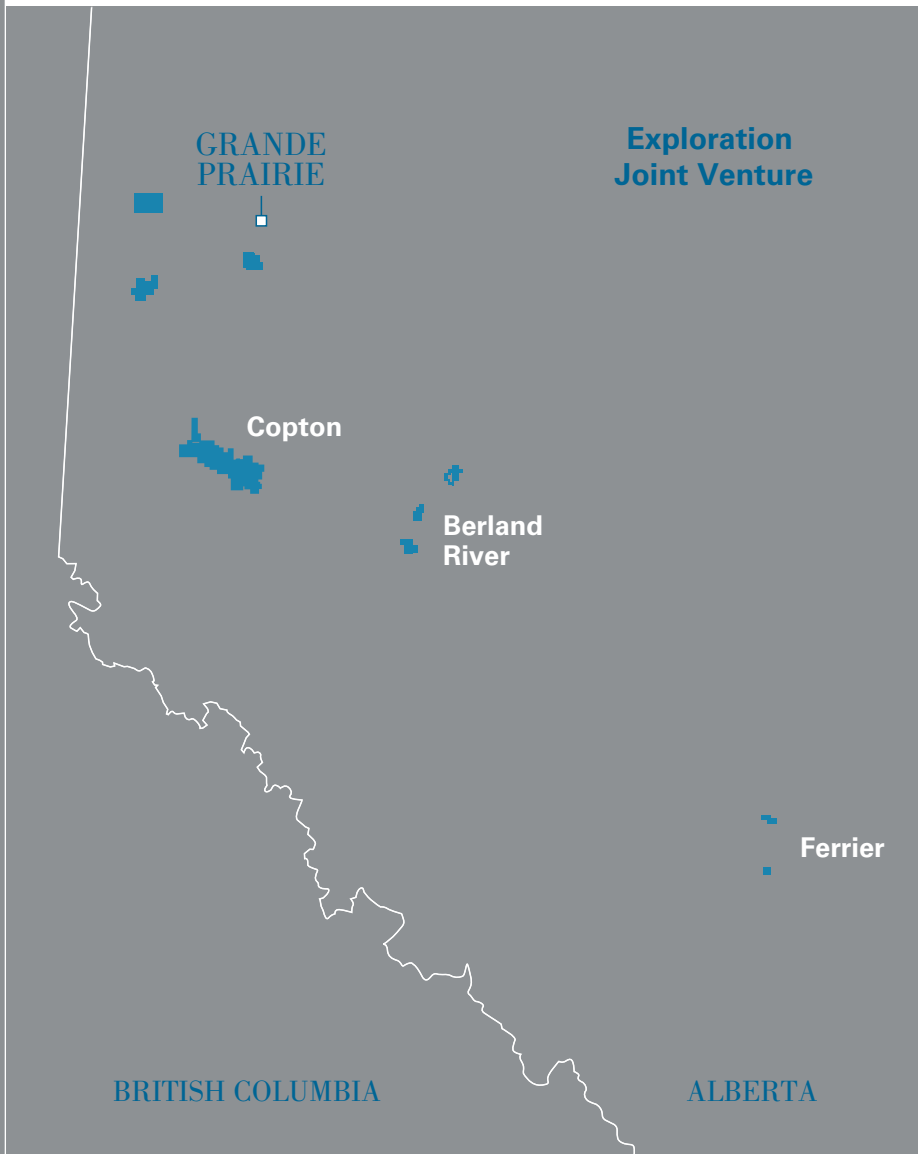 GRANDE
PRAIRIE
Exploration
Joint Venture
Copton
Berland
River
Ferrier
BRITISH COLUMBIA
ALBERTA